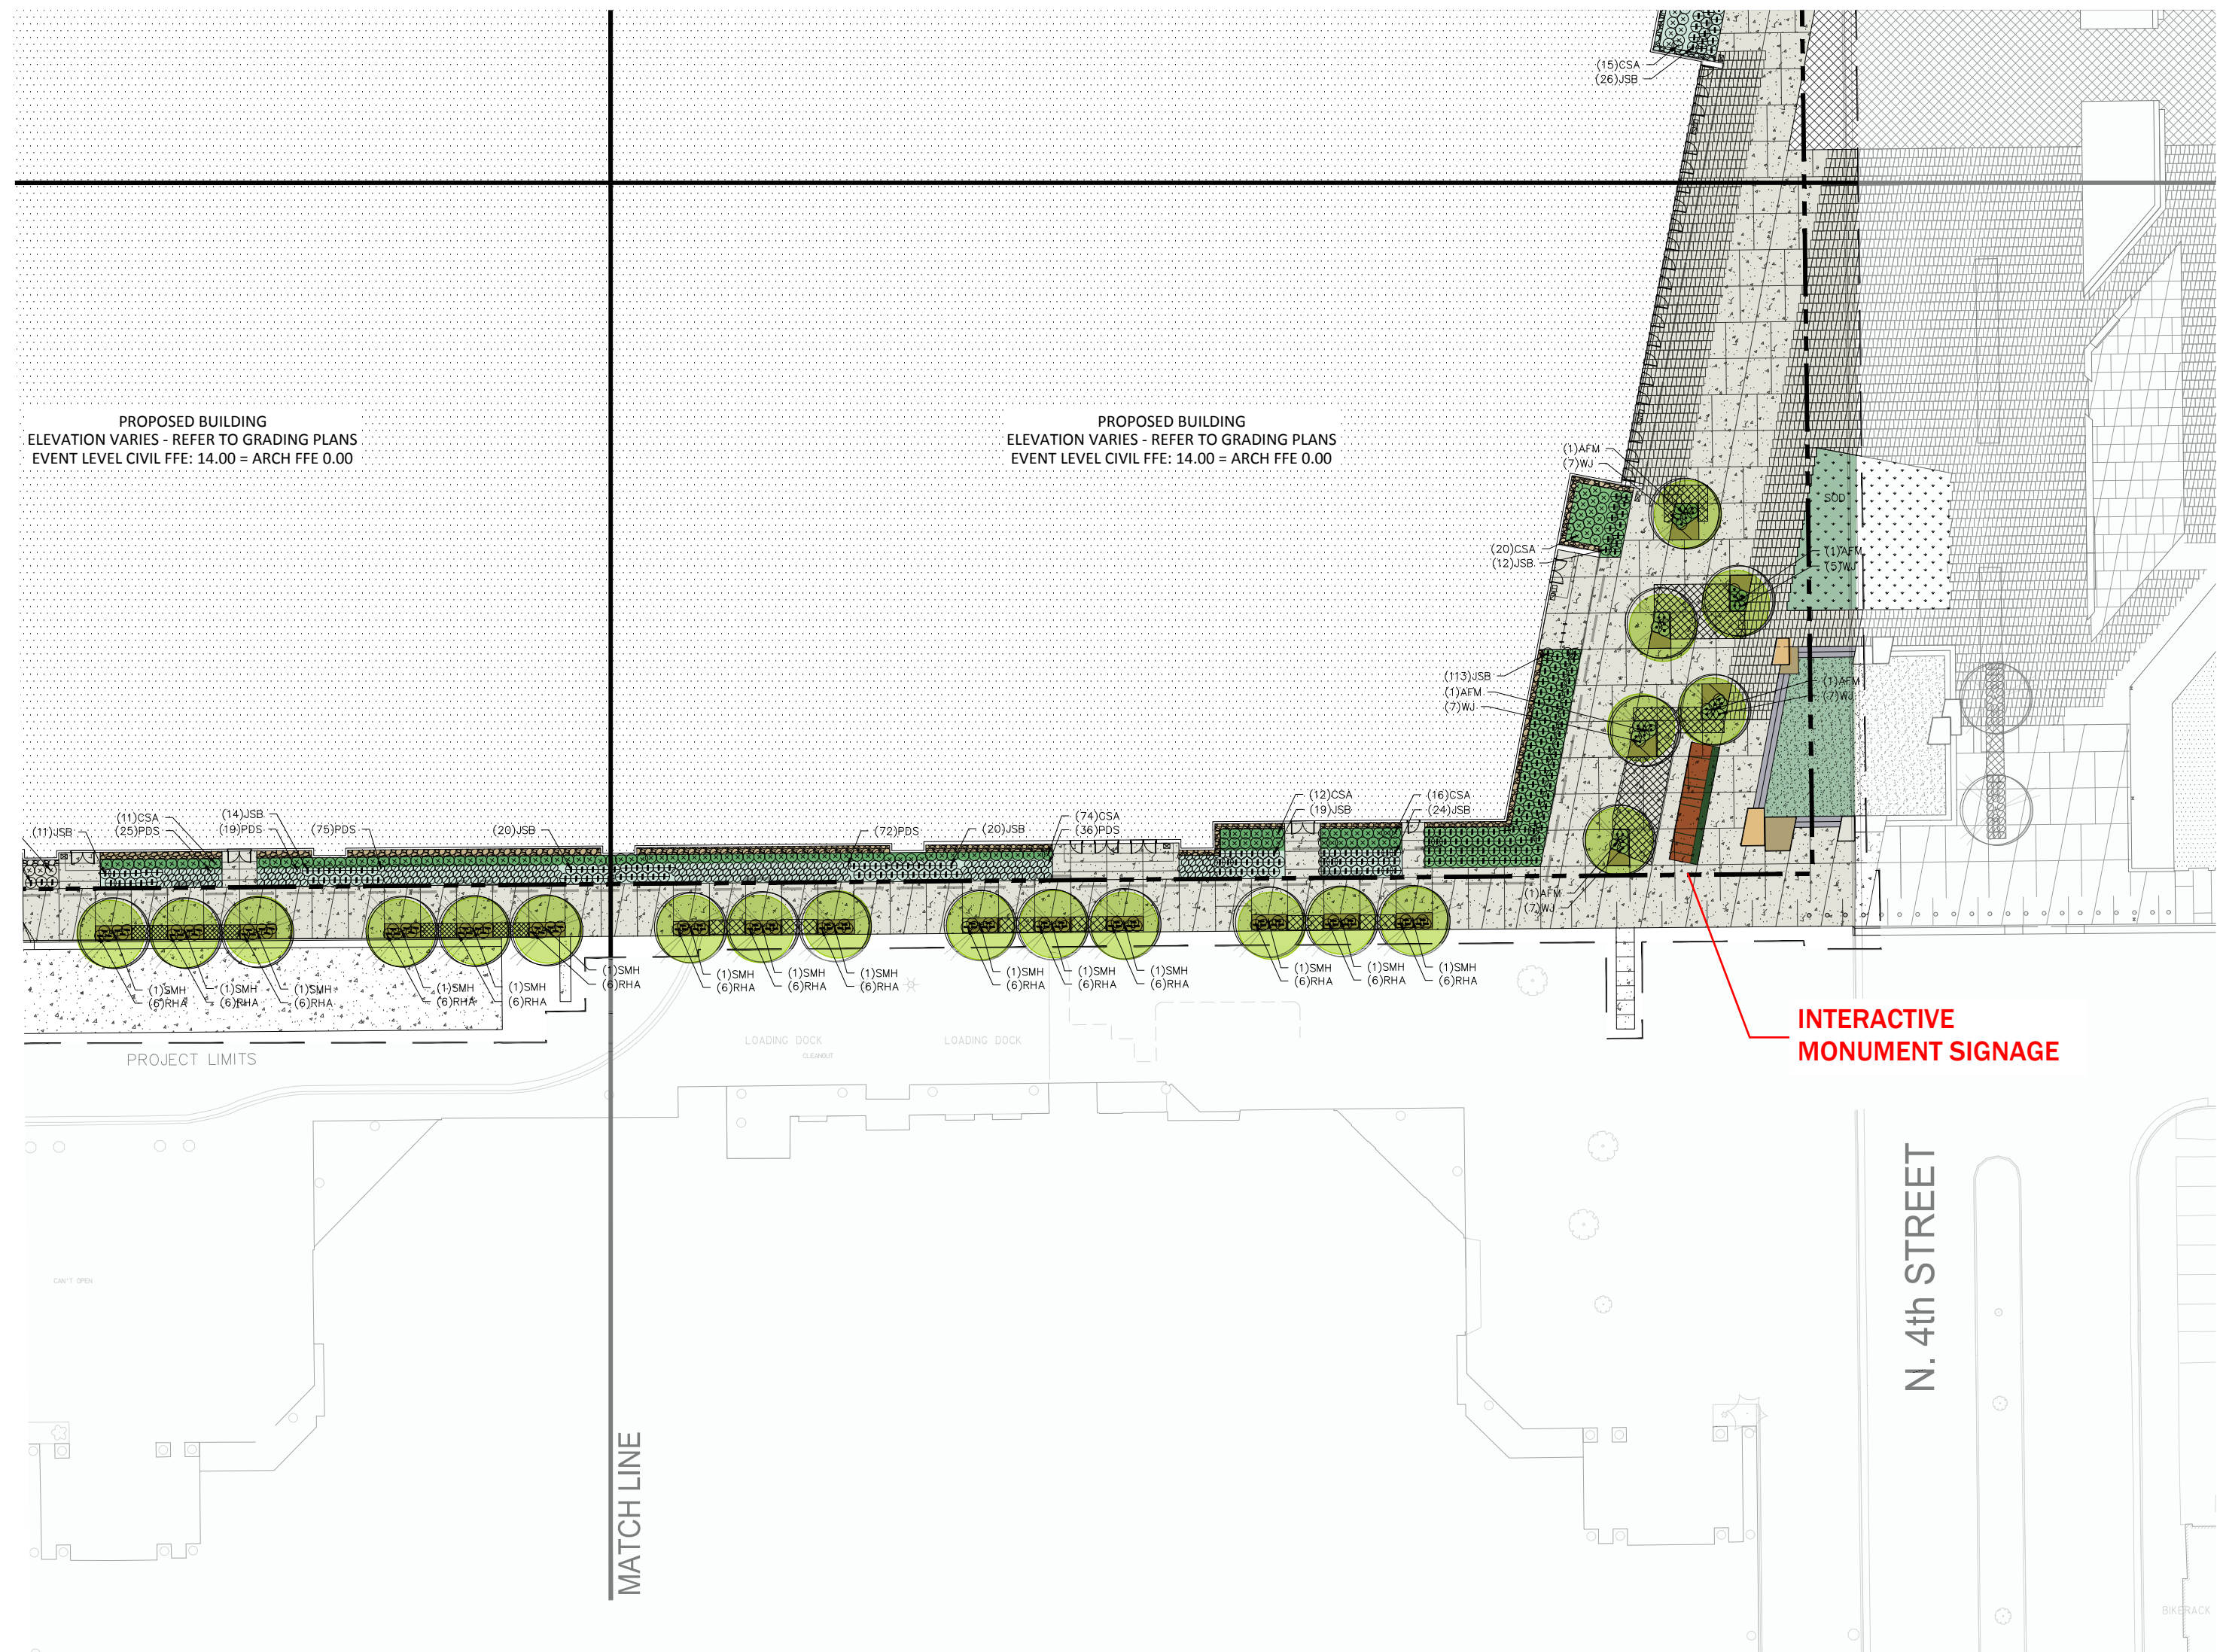 (15)CSA
(26)JSB
PROPOSED BUILDING
ELEVATION VARIES - REFER TO GRADING PLANS
EVENT LEVEL CIVIL FFE: 14.00 = ARCH FFE 0.00
PROPOSED BUILDING
ELEVATION VARIES - REFER TO GRADING PLANS
EVENT LEVEL CIVIL FFE: 14.00 = ARCH FFE 0.00
(1)AFM
(7)WJ
SOD
(20)CSA
(12)JSB
(1)AFM
(5)WJ
(113)JSB
(1)AFM
(7)WJ
(1)AFM
(7)WJ
(11)JSB
(11)CSA
(25)PDS
(14)JSB
(19)PDS
(75)PDS
(20)JSB
(72)PDS
(20)JSB
(74)CSA
(36)PDS
(12)CSA
(19)JSB
(16)CSA
(24)JSB
(1)AFM
(7)WJ
(1)SMH
(6)RHA
(1)SMH
(6)RHA
(1)SMH
(6)RHA
(1)SMH
(6)RHA
(1)SMH
(6)RHA
(1)SMH
(6)RHA
(1)SMH
(6)RHA
(1)SMH
(6)RHA
(1)SMH
(6)RHA
(1)SMH
(6)RHA
(1)SMH
(6)RHA
(1)SMH
(6)RHA
(1)SMH
(6)RHA
(1)SMH
(6)RHA
(1)SMH
(6)RHA
INTERACTIVE
MONUMENT SIGNAGE
PROJECT LIMITS
LOADING DOCK
CLEANOUT
LOADING DOCK
CAN'T OPEN
MATCH LINE
N. 4th STREET
BIKERACK